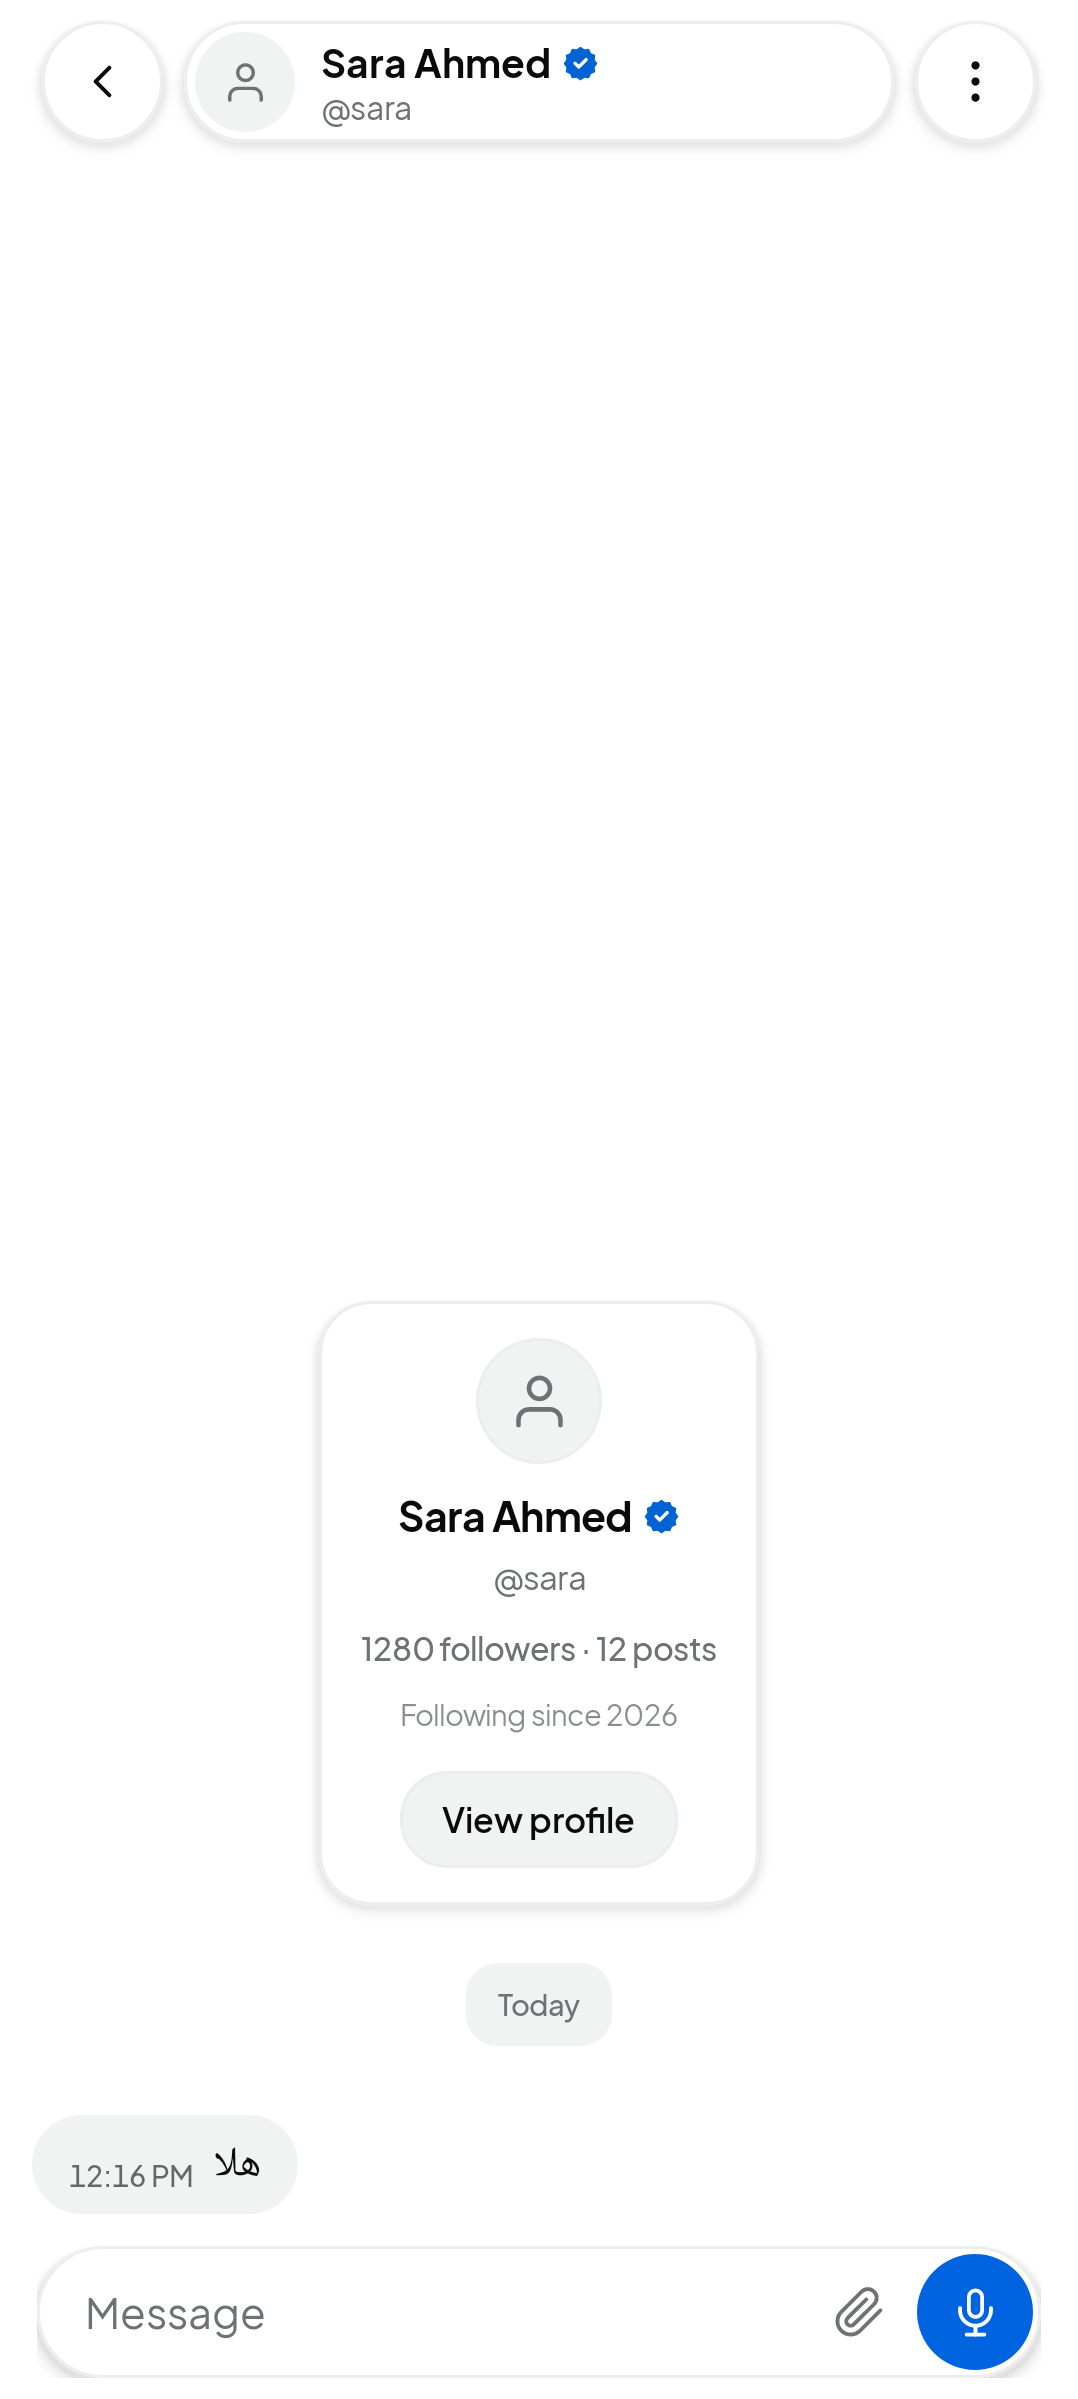 Sara Ahmed
@sara
Sara Ahmed
@sara
1280 followers · 12 posts
Following since 2026
View profile
Today
هلا
12:16 PM
Message